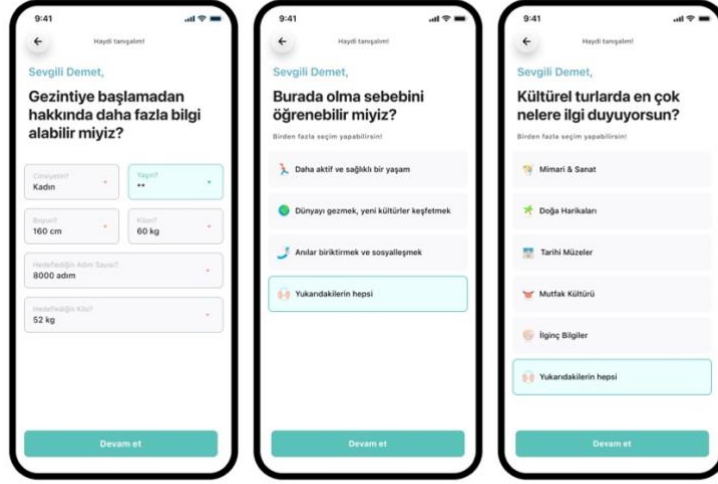 9:41
Haydi tanışalım!
Sevgili Demet,
Gezintiye başlamadan
hakkında daha fazla bilgi
alabilir miyiz?
Cinsiyetin?
Kadın
Yaşın?
**
Boyun?
160 cm
Kilon?
60 kg
Hedeflediğin Adım Sayısı?
8000 adım
Hedeflediğin Kilo?
52 kg
Devam et
9:41
Haydi tanışalım!
Sevgili Demet,
Burada olma sebebini
öğrenebilir miyiz?
Birden fazla seçim yapabilirsin!
Daha aktif ve sağlıklı bir yaşam
Dünyayı gezmek, yeni kültürler keşfetmek
Anılar biriktirmek ve sosyalleşmek
Yukarıdakilerin hepsi
Devam et
9:41
Haydi tanışalım!
Sevgili Demet,
Kültürel turlarda en çok
nelere ilgi duyuyorsun?
Birden fazla seçim yapabilirsin!
Mimari & Sanat
Doğa Harikaları
Tarihi Müzeler
Mutfak Kültürü
İlginç Bilgiler
Yukarıdakilerin hepsi
Devam et